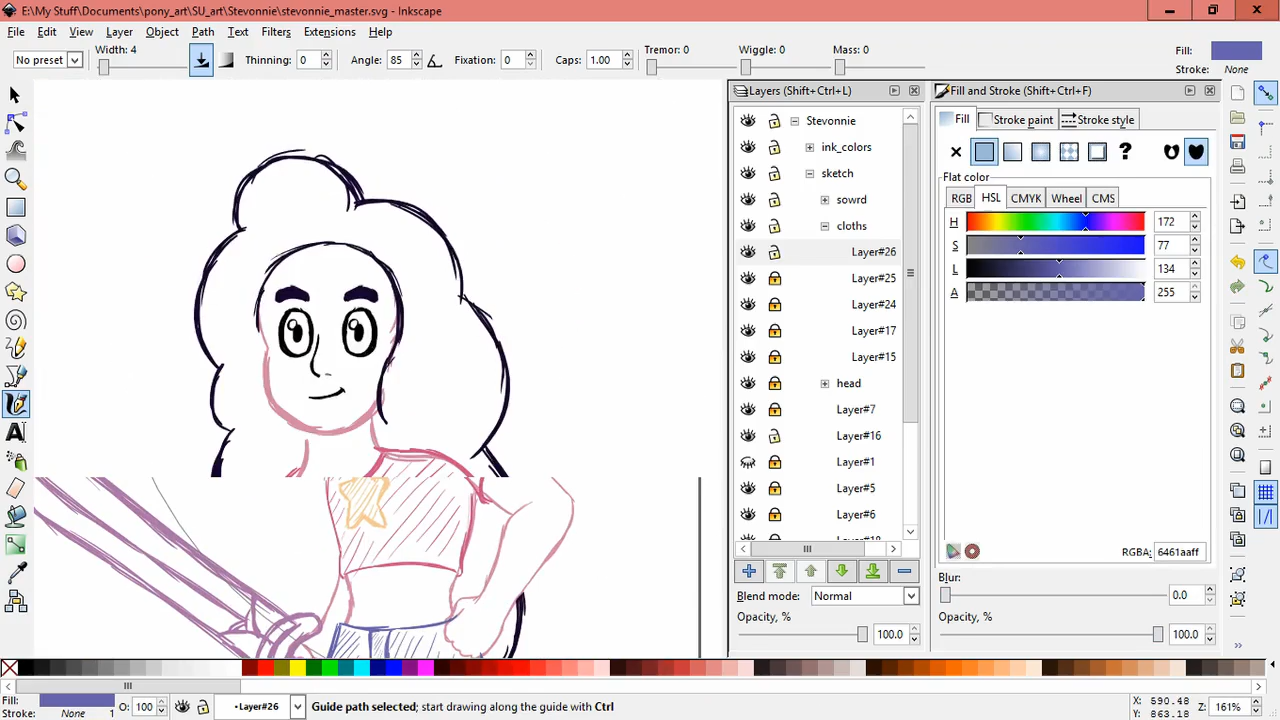 E:\My Stuff\Documents\pony_art\SU_art\Stevonnie\stevonnie_master.svg - Inkscape
File Edit View Layer Object Path Filters Text Extensions Help
No preset Width: 4 Thinning: 0 Angle: 85 Fixation: 0 Caps: 1.00 Tremor: 0 Wiggle: 0 Mass: 0 Fill:
Stroke: None
Layers (Shift+Ctrl+L) Fill and Stroke (Shift+Ctrl+F)
Stevonnie
ink_colors
sketch
sowrd
cloths
Layer#26
Layer#25
Layer#24
Layer#17
Layer#15
head
Layer#7
Layer#16
Layer#1
Layer#5
Layer#6
Blend mode: Normal
Opacity, %
100.0
Fill Stroke paint Stroke style
?
Flat color
RGB HSL CMYK Wheel CMS
H 172
S 77
L 134
A 255
RGBA: 6461aaff
Blur:
0.0
Opacity, %
100.0
Fill:
Stroke: None 1
O: 100
•Layer#26
Guide path selected; start drawing along the guide with Ctrl
X: 590.48
Y: 863.18
Z: 161%